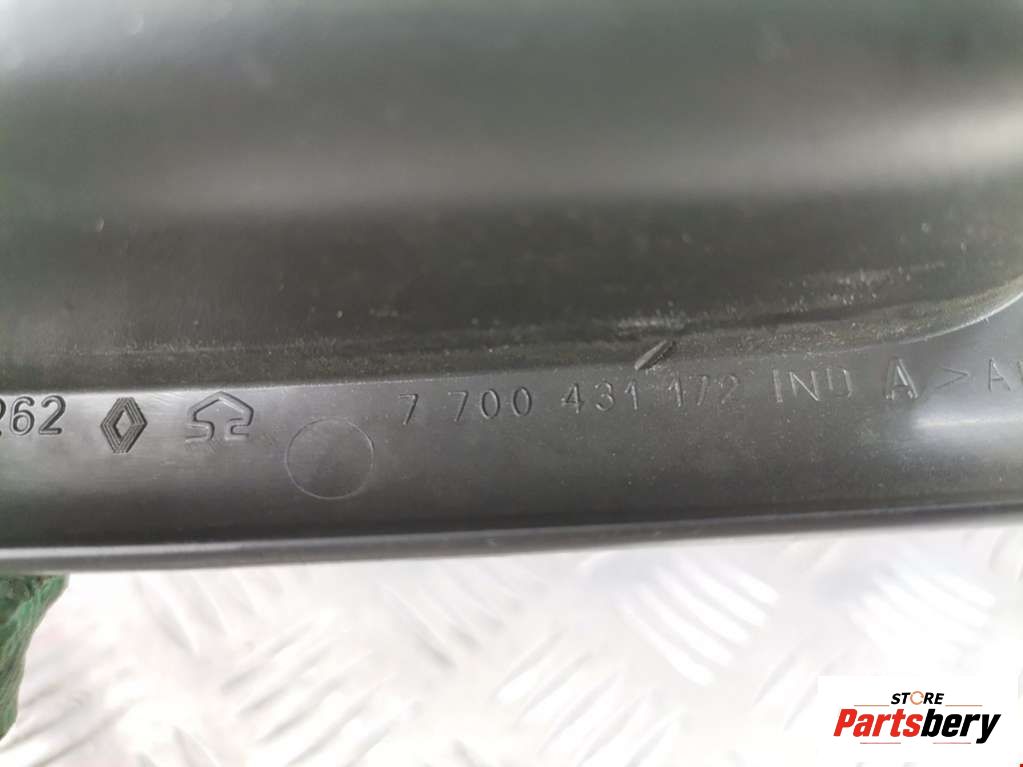 262 7 700 431 172 IND A >A
STORE
Partsbery